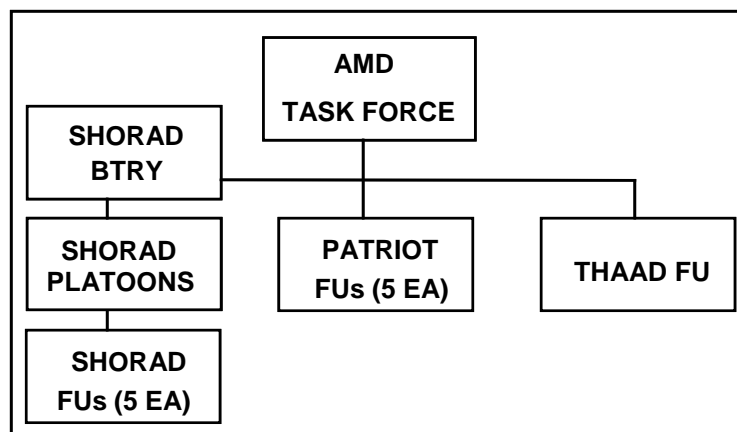 AMD
TASK FORCE
SHORAD
BTRY
SHORAD
PLATOONS
PATRIOT
FUs (5 EA)
THAAD FU
SHORAD
FUs (5 EA)